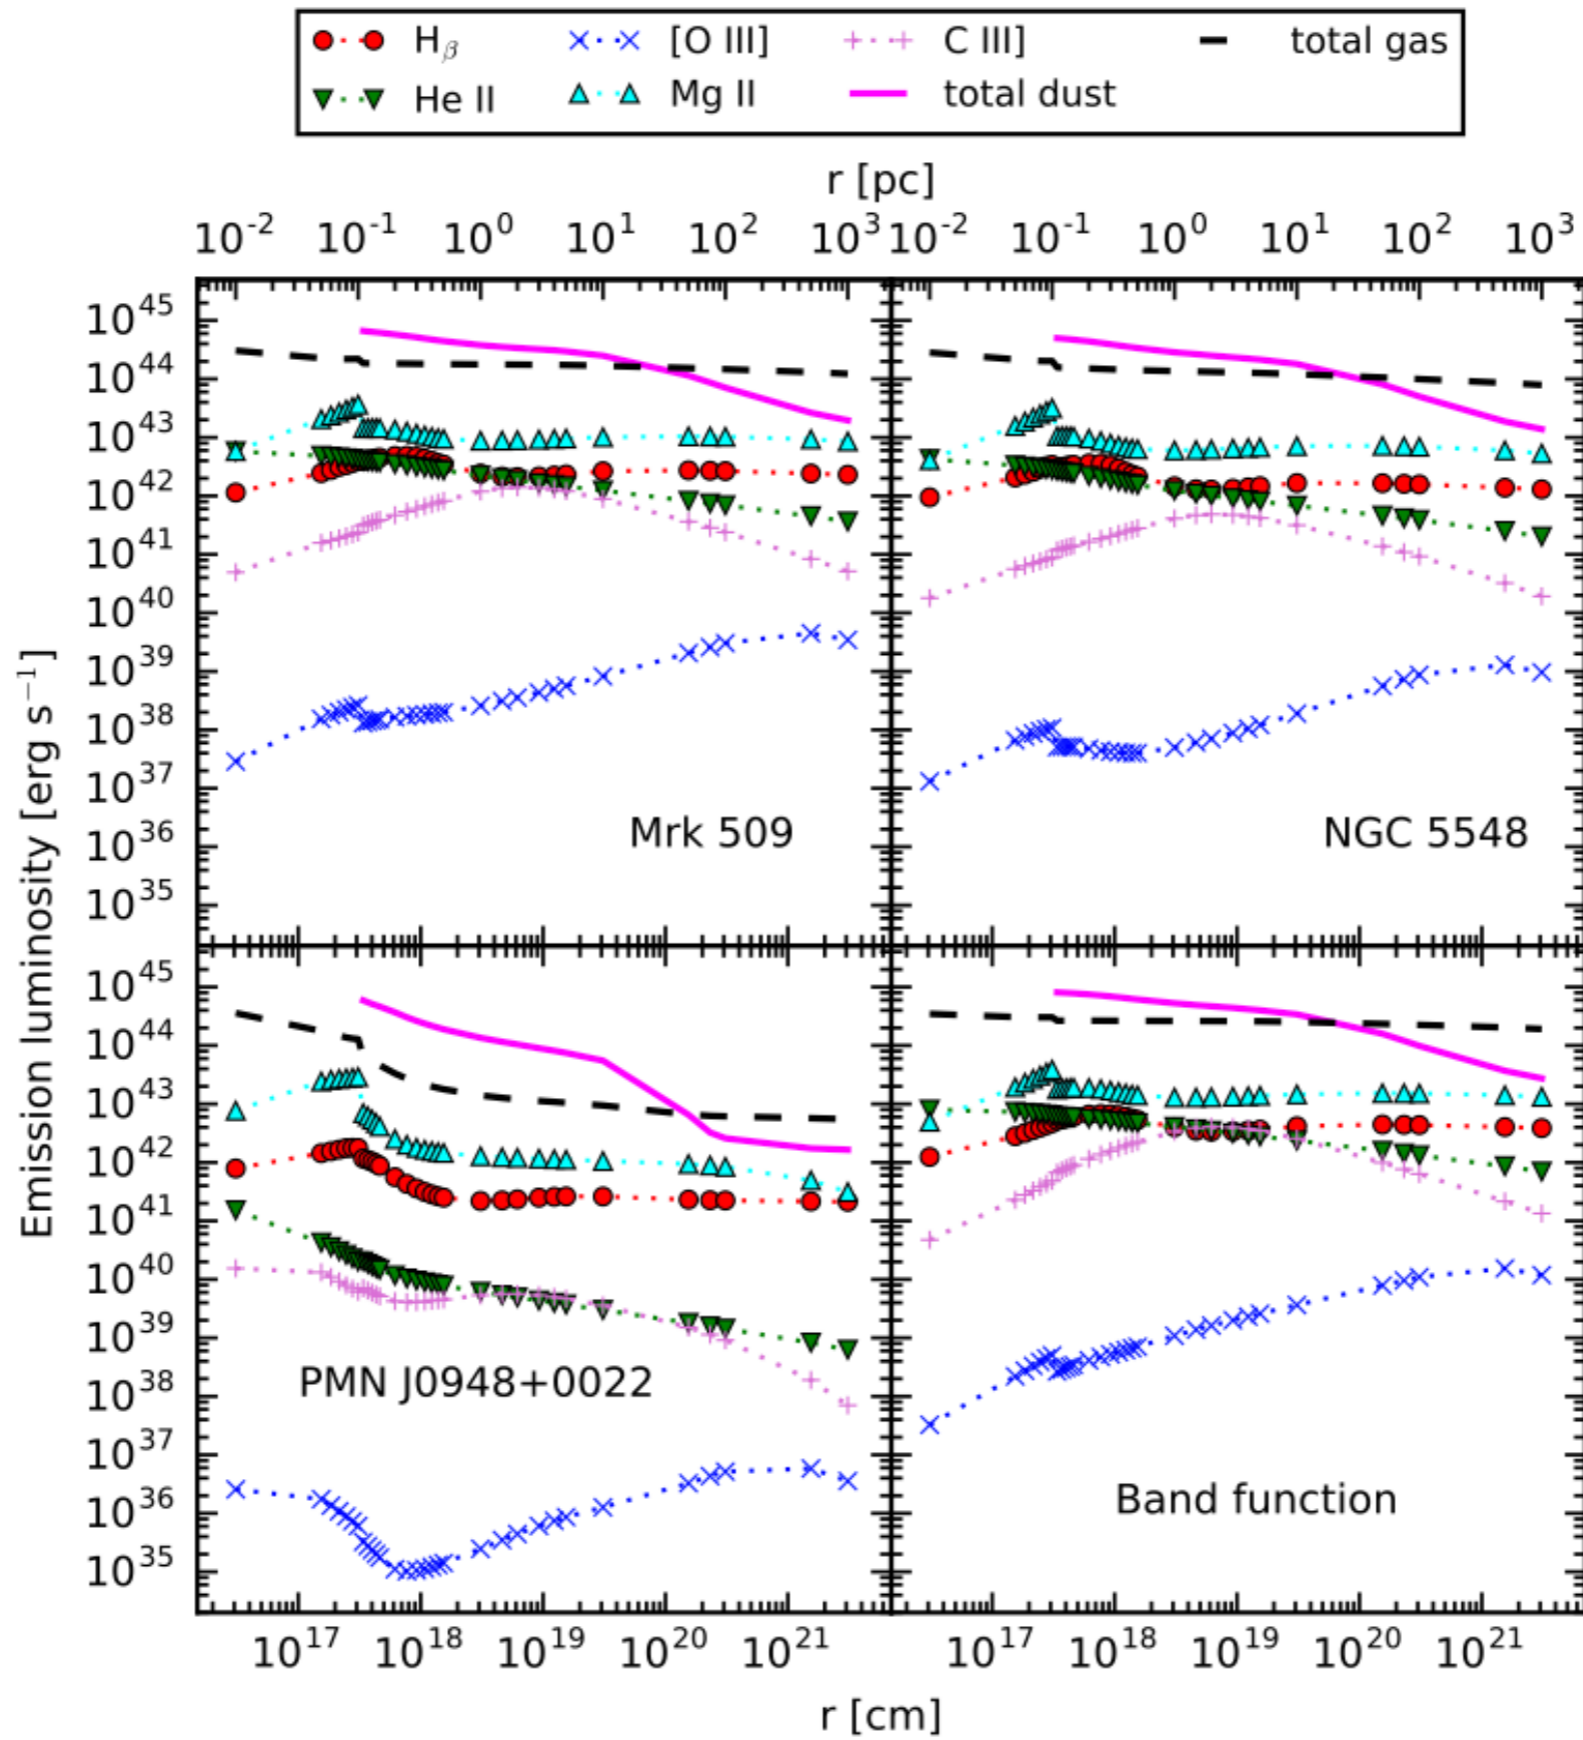 Hβ [O III] C III] total gas
He II Mg II total dust
r [pc]
10⁻² 10⁻¹ 10⁰ 10¹ 10² 10³ 10⁻² 10⁻¹ 10⁰ 10¹ 10² 10³
Emission luminosity [erg s⁻¹]
10⁴⁵
10⁴⁴
10⁴³
10⁴²
10⁴¹
10⁴⁰
10³⁹
10³⁸
10³⁷
10³⁶
10³⁵
Mrk 509
NGC 5548
10⁴⁵
10⁴⁴
10⁴³
10⁴²
10⁴¹
10⁴⁰
10³⁹
10³⁸
10³⁷
10³⁶
10³⁵
PMN J0948+0022
Band function
10¹⁷ 10¹⁸ 10¹⁹ 10²⁰ 10²¹ 10¹⁷ 10¹⁸ 10¹⁹ 10²⁰ 10²¹
r [cm]